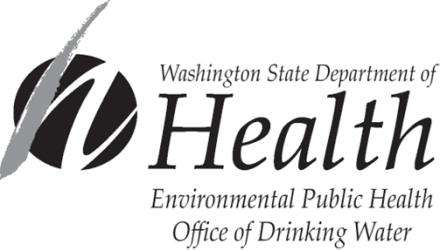 Washington State Department of
Health
Environmental Public Health
Office of Drinking Water